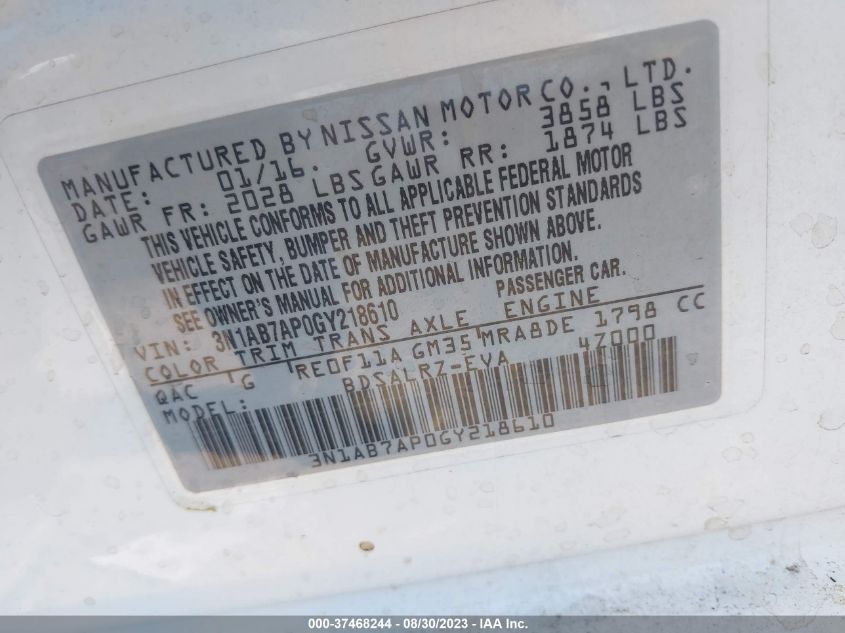 MANUFACTURED BY NISSAN MOTOR CO., LTD.
DATE: 01/16. GVWR: 3858 LBS
GAWR FR: 2028 LBS GAWR RR: 1874 LBS
THIS VEHICLE CONFORMS TO ALL APPLICABLE FEDERAL MOTOR
VEHICLE SAFETY, BUMPER AND THEFT PREVENTION STANDARDS
IN EFFECT ON THE DATE OF MANUFACTURE SHOWN ABOVE.
SEE OWNER'S MANUAL FOR ADDITIONAL INFORMATION.
VIN: 3N1AB7AP0GY218610 PASSENGER CAR.
COLOR TRIM TRANS AXLE ENGINE
QAC G RE0F11A GM35 MRA8DE 1798 CC
MODEL: BDSALRZ-EVA 4Z000
3N1AB7AP0GY218610
000-37468244 - 08/30/2023 - IAA Inc.